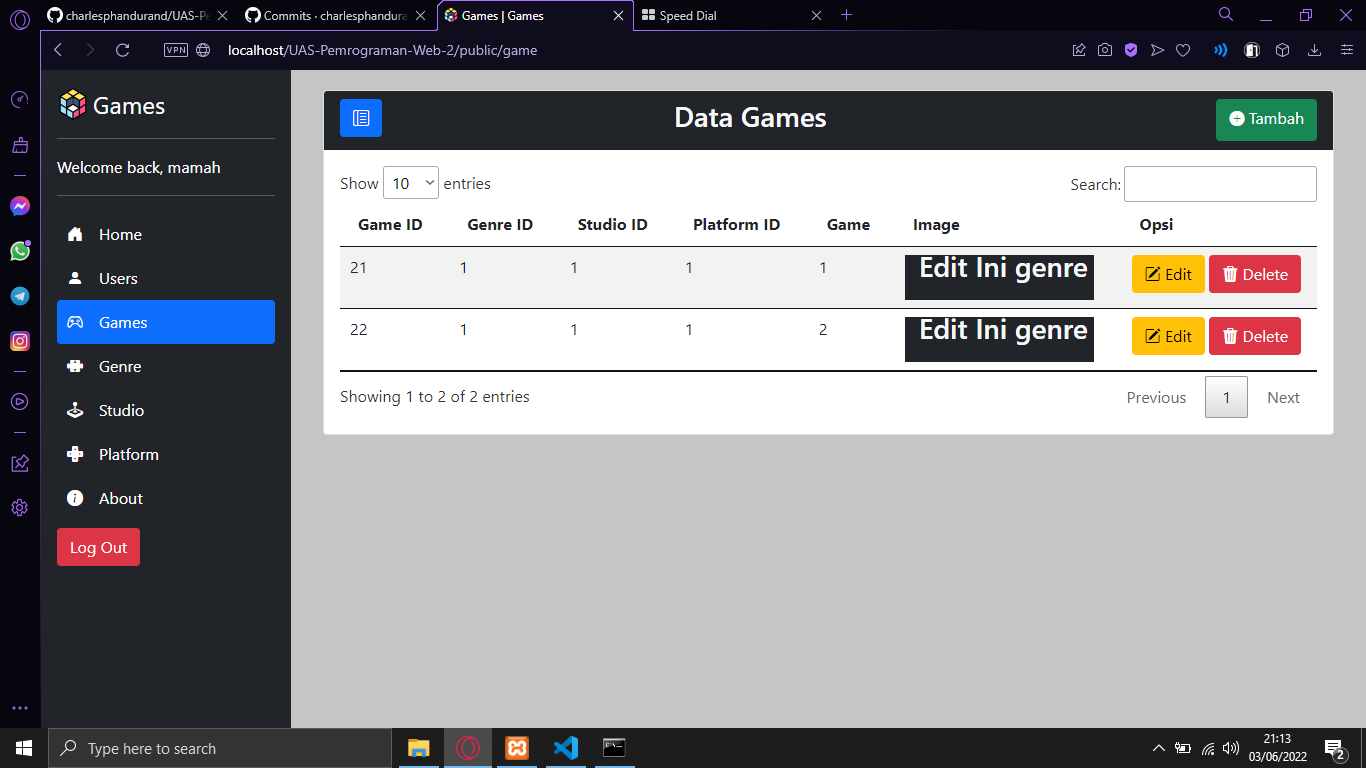 charlesphandurand/UAS-Pe
Commits · charlesphandura
Games | Games
Speed Dial
VPN
localhost/UAS-Pemrograman-Web-2/public/game
Games
Welcome back, mamah
Home
Users
Games
Genre
Studio
Platform
About
Log Out
Data Games
Tambah
Show 10 entries
Search:
Game ID Genre ID Studio ID Platform ID Game Image Opsi
21 1 1 1 1 Edit Ini genre Edit Delete
22 1 1 1 2 Edit Ini genre Edit Delete
Showing 1 to 2 of 2 entries
Previous 1 Next
Type here to search
21:13
03/06/2022
2